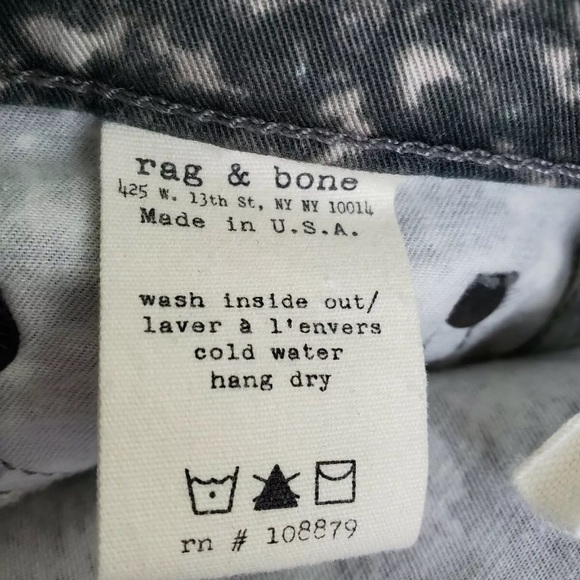 rag & bone
425 W. 13th St, NY NY 10014
Made in U.S.A.
wash inside out/
laver à l'envers
cold water
hang dry
rn # 108879